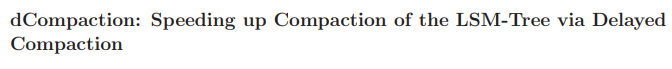 dCompaction: Speeding up Compaction of the LSM-Tree via Delayed
Compaction